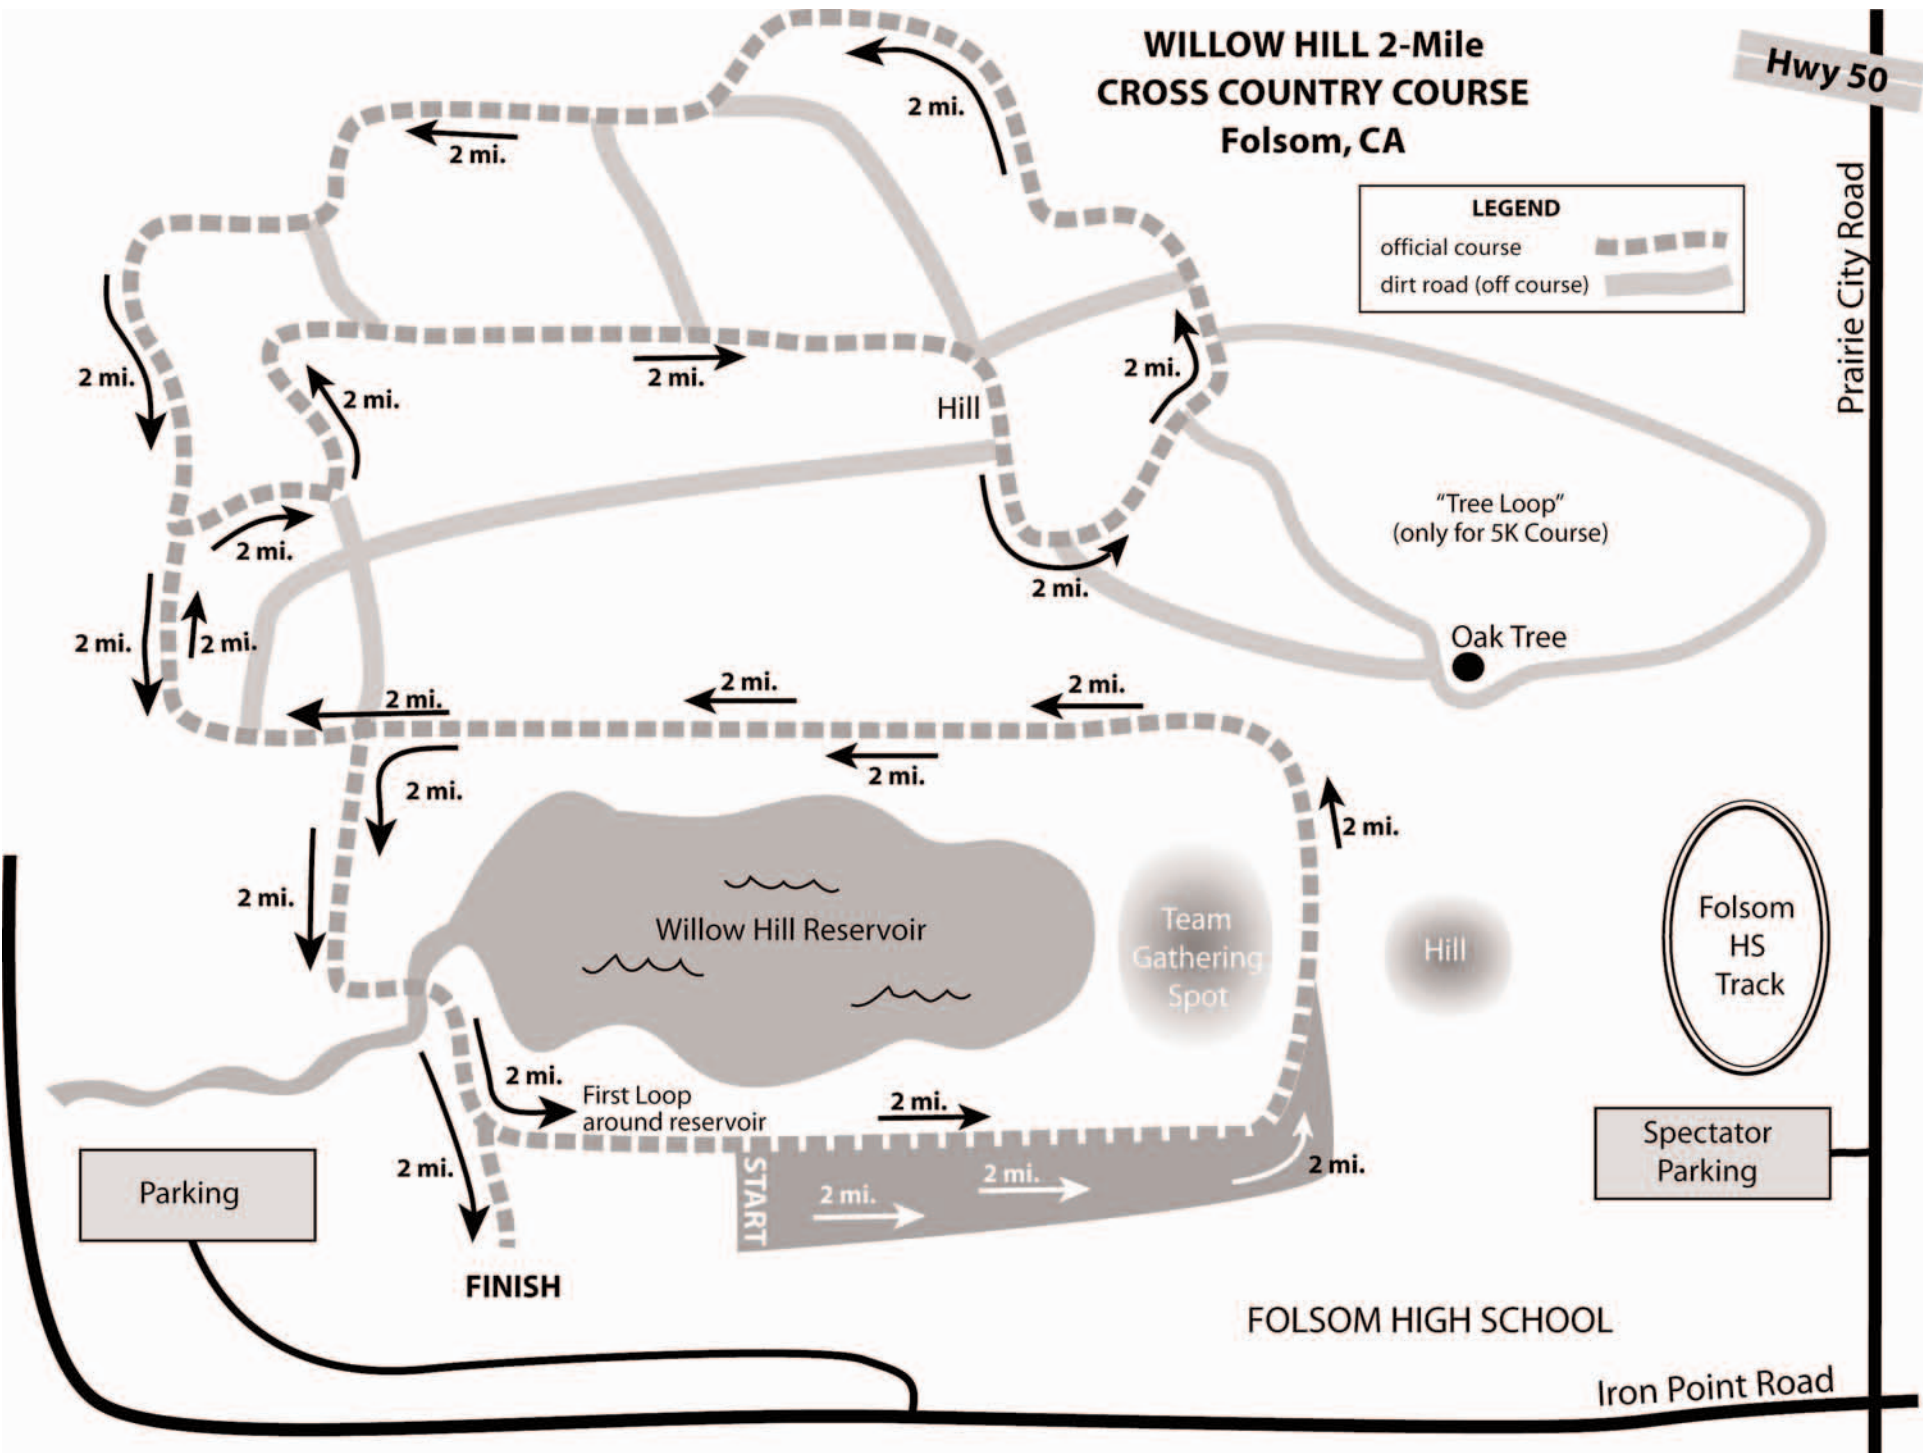 WILLOW HILL 2-Mile
CROSS COUNTRY COURSE
Folsom, CA
Hwy 50
Prairie City Road
LEGEND
official course
dirt road (off course)
2 mi.
2 mi.
2 mi.
2 mi.
2 mi.
2 mi.
Hill
2 mi.
2 mi.
"Tree Loop"
(only for 5K Course)
Oak Tree
2 mi.
2 mi.
2 mi.
2 mi.
2 mi.
2 mi.
2 mi.
2 mi.
2 mi.
2 mi.
Willow Hill Reservoir
Team
Gathering
Spot
Hill
Folsom
HS
Track
2 mi.
First Loop
around reservoir
2 mi.
2 mi.
START
2 mi.
2 mi.
2 mi.
Parking
Spectator
Parking
FINISH
FOLSOM HIGH SCHOOL
Iron Point Road